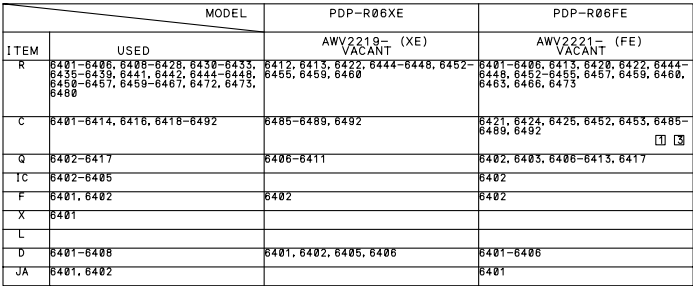 MODEL PDP-R06XE PDP-R06FE
AWV2219- (XE) AWV2221- (FE)
ITEM USED VACANT VACANT
R 6401-6406, 6408-6428, 6430-6433, 6412, 6413, 6422, 6444-6448, 6452- 6401-6406, 6413, 6420, 6422, 6444-
6435-6439, 6441, 6442, 6444-6448, 6455, 6459, 6460 6448, 6452-6455, 6457, 6459, 6460,
6450-6457, 6459-6467, 6472, 6473, 6463, 6466, 6473
6480
C 6401-6414, 6416, 6418-6492 6485-6489, 6492 6421, 6424, 6425, 6452, 6453, 6485-
6489, 6492
1 3
Q 6402-6417 6406-6411 6402, 6403, 6406-6413, 6417
IC 6402-6405 6402
F 6401, 6402 6402 6402
X 6401
L
D 6401-6408 6401, 6402, 6405, 6406 6401-6406
JA 6401, 6402 6401